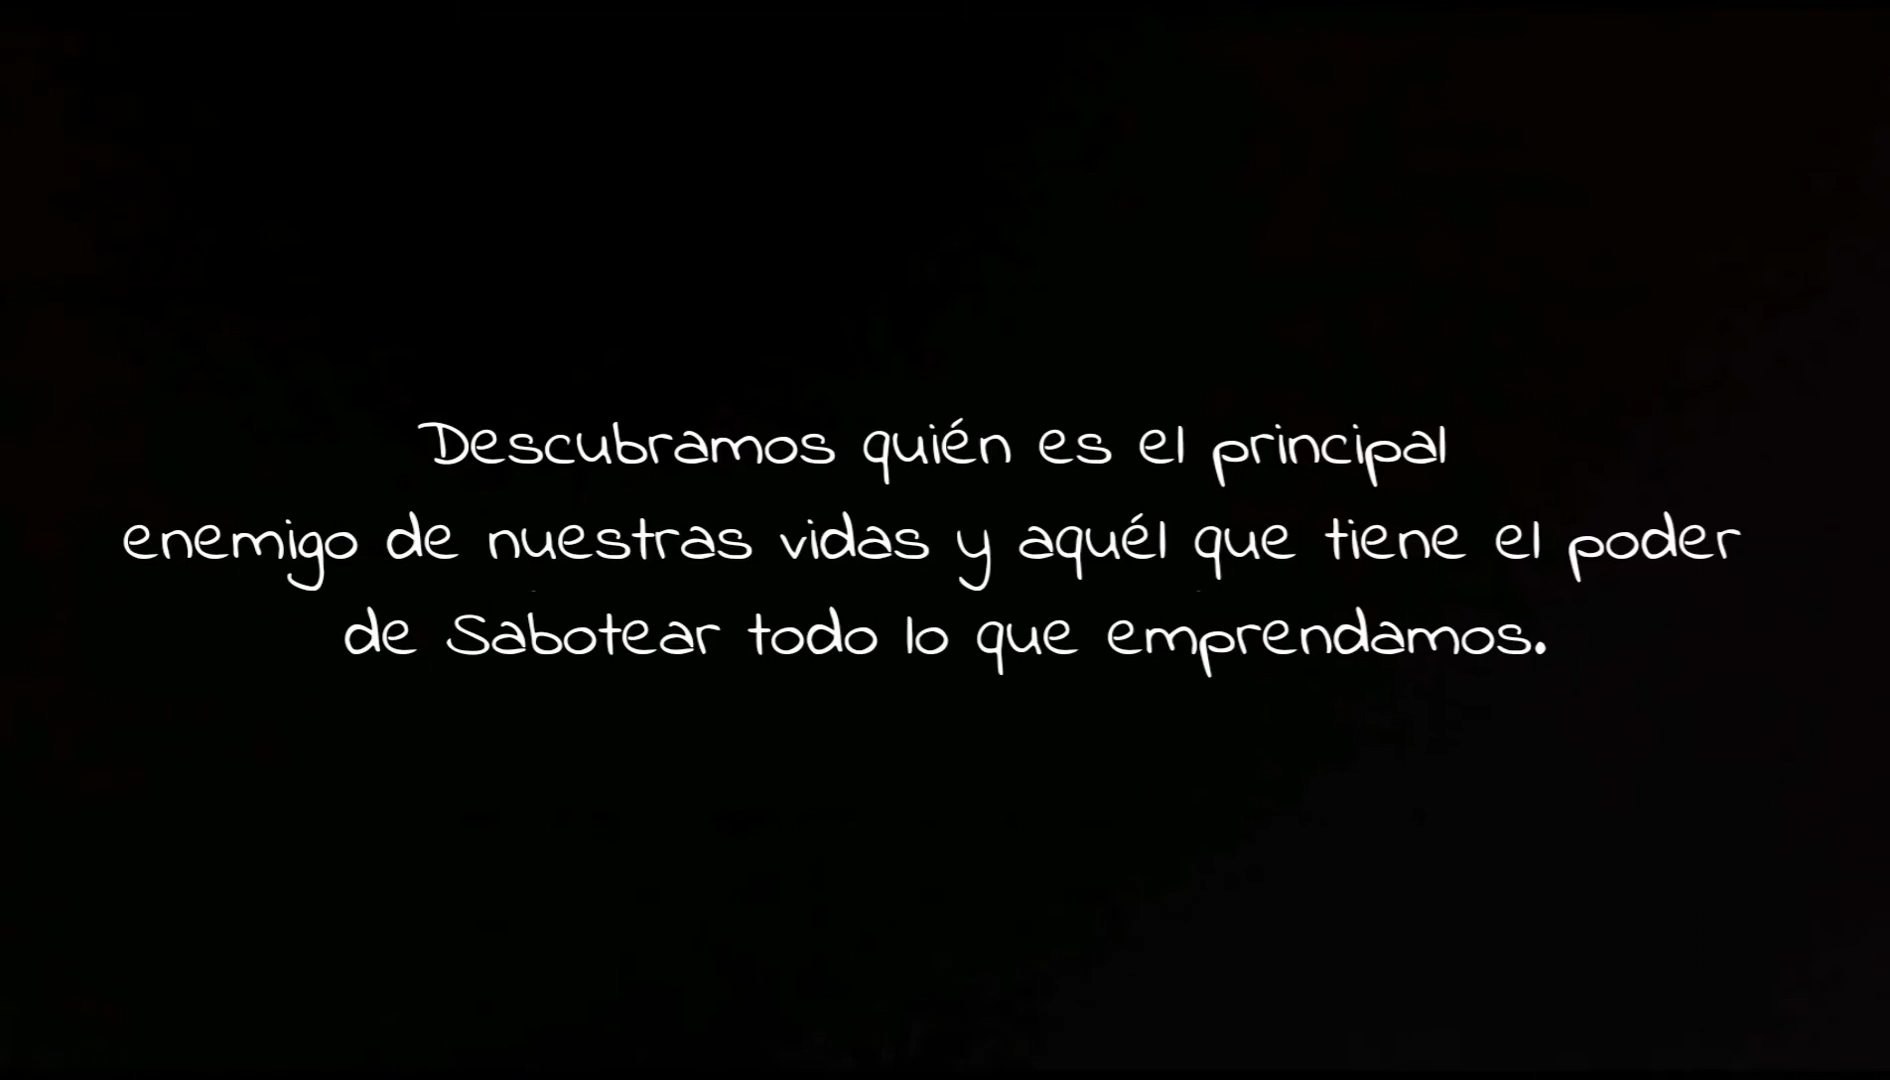 Descubramos quién es el principal
enemigo de nuestras vidas y aquél que tiene el poder
de Sabotear todo lo que emprendamos.